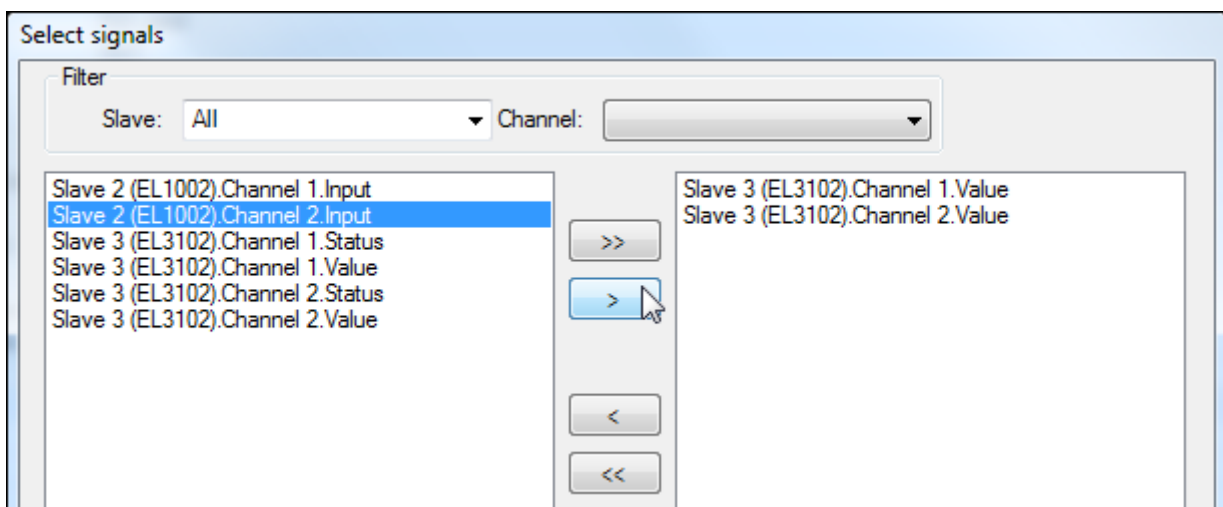 Select signals
Filter
Slave: All Channel:
Slave 2 (EL1002).Channel 1.Input
Slave 2 (EL1002).Channel 2.Input
Slave 3 (EL3102).Channel 1.Status
Slave 3 (EL3102).Channel 1.Value
Slave 3 (EL3102).Channel 2.Status
Slave 3 (EL3102).Channel 2.Value
>>
>
<
<<
Slave 3 (EL3102).Channel 1.Value
Slave 3 (EL3102).Channel 2.Value